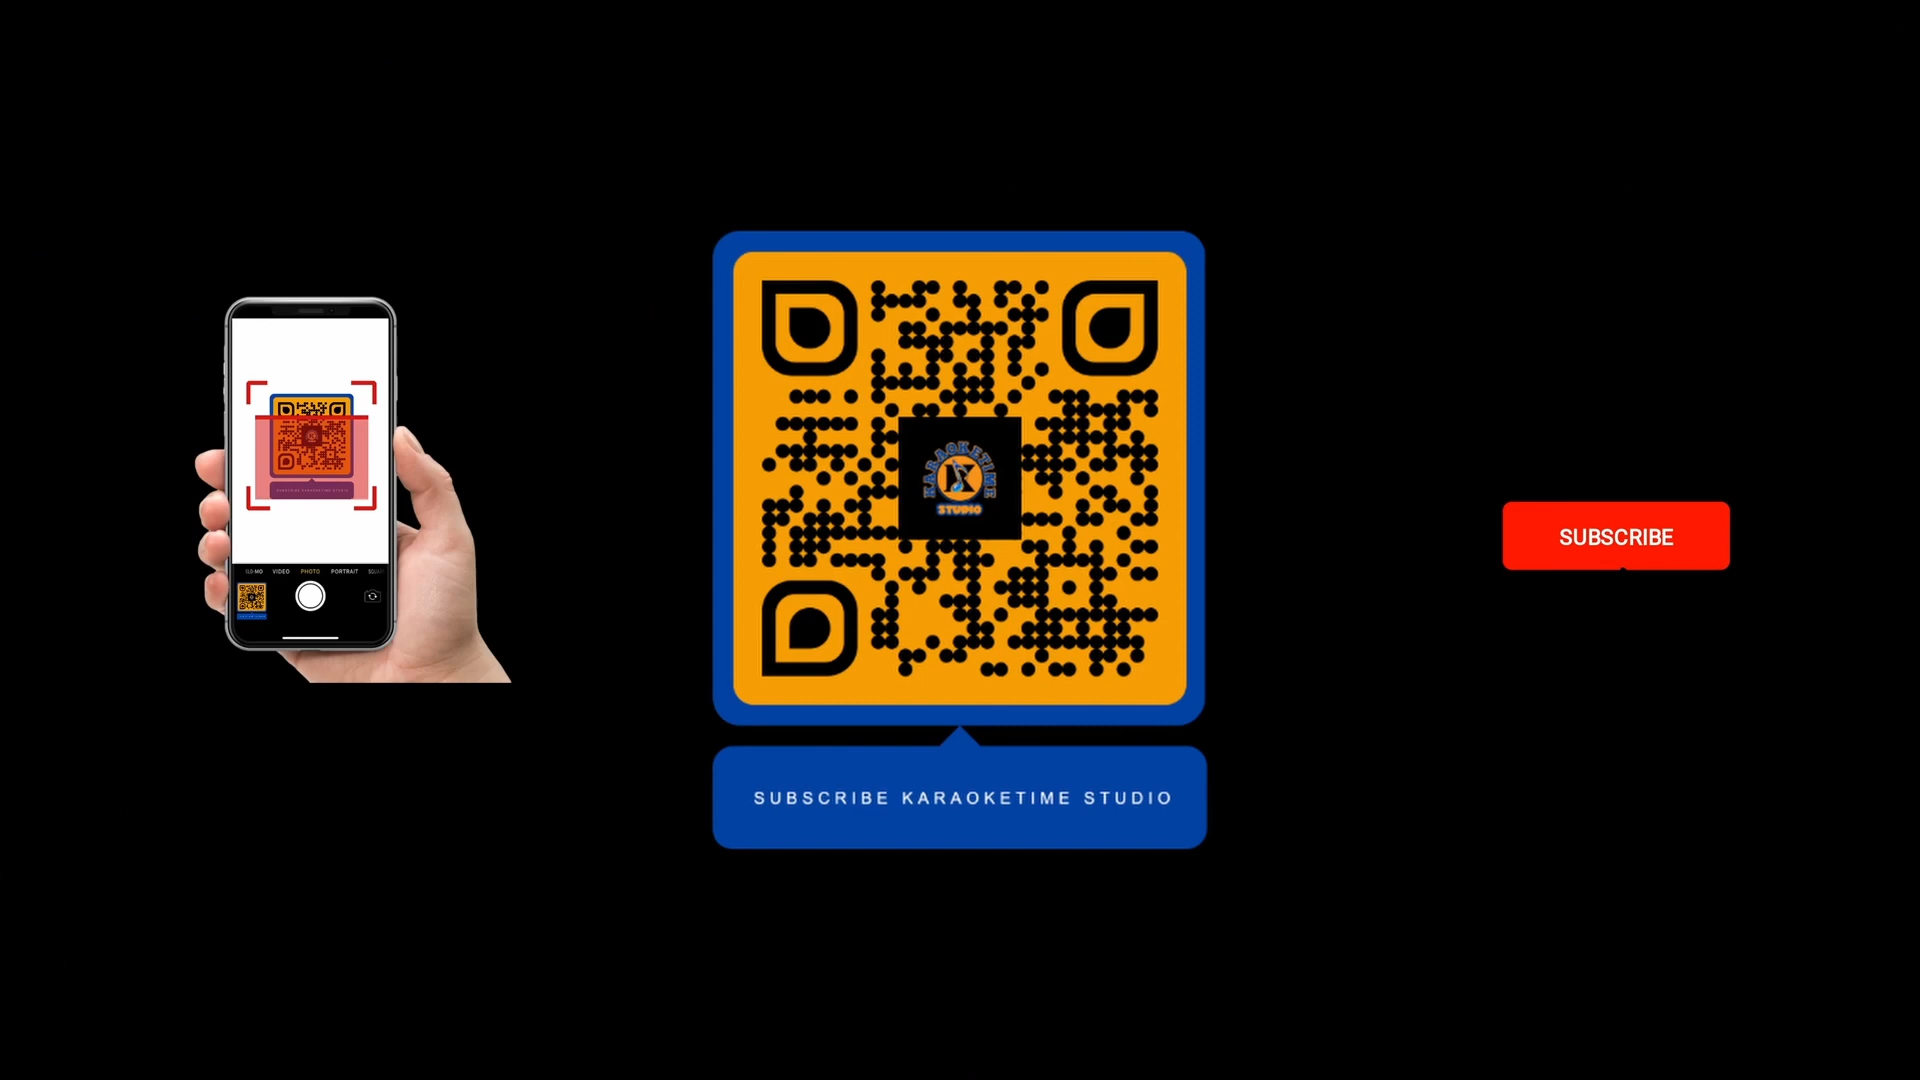 VIDEO PHOTO PORTRAIT
KARAOKETIME
K
STUDIO
SUBSCRIBE KARAOKETIME STUDIO
SUBSCRIBE